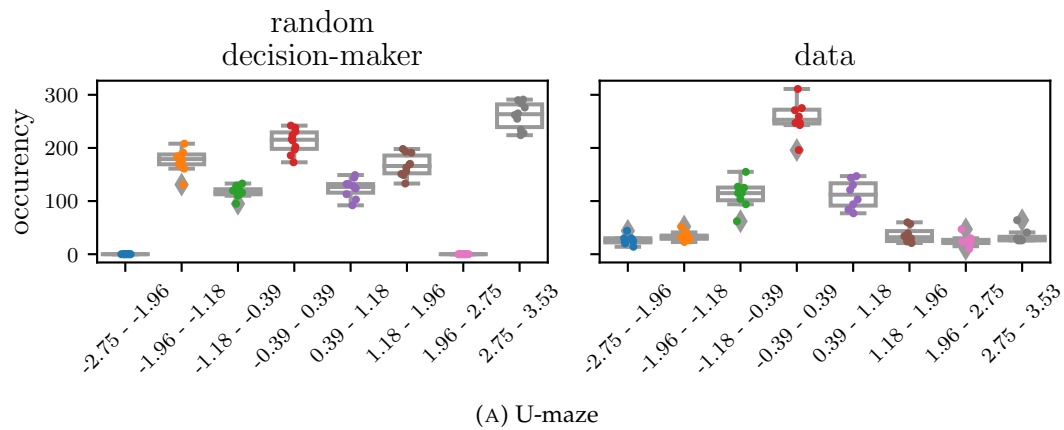 random
decision-maker
data
occurency
300
200
100
0
-2.75 - -1.96
-1.96 - -1.18
-1.18 - -0.39
-0.39 - 0.39
0.39 - 1.18
1.18 - 1.96
1.96 - 2.75
2.75 - 3.53
-2.75 - -1.96
-1.96 - -1.18
-1.18 - -0.39
-0.39 - 0.39
0.39 - 1.18
1.18 - 1.96
1.96 - 2.75
2.75 - 3.53
(A) U-maze